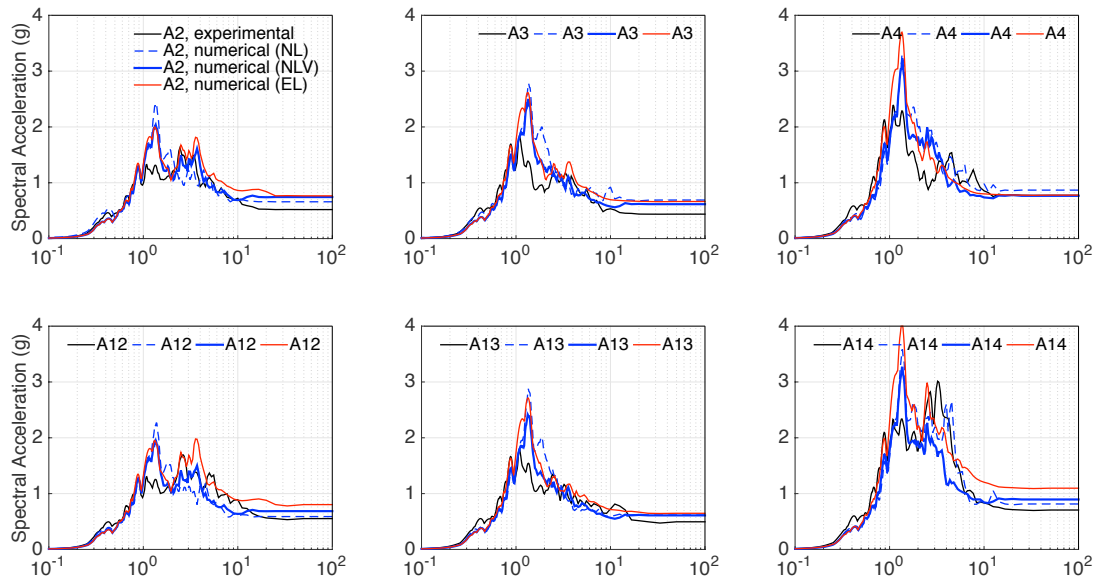 Spectral Acceleration (g)
4
3
2
1
0
A2, experimental
A2, numerical (NL)
A2, numerical (NLV)
A2, numerical (EL)
10^-1 10^0 10^1 10^2
4
3
2
1
0
A3 A3 A3 A3
10^-1 10^0 10^1 10^2
4
3
2
1
0
A4 A4 A4 A4
10^-1 10^0 10^1 10^2
Spectral Acceleration (g)
4
3
2
1
0
A12 A12 A12 A12
10^-1 10^0 10^1 10^2
4
3
2
1
0
A13 A13 A13 A13
10^-1 10^0 10^1 10^2
4
3
2
1
0
A14 A14 A14 A14
10^-1 10^0 10^1 10^2